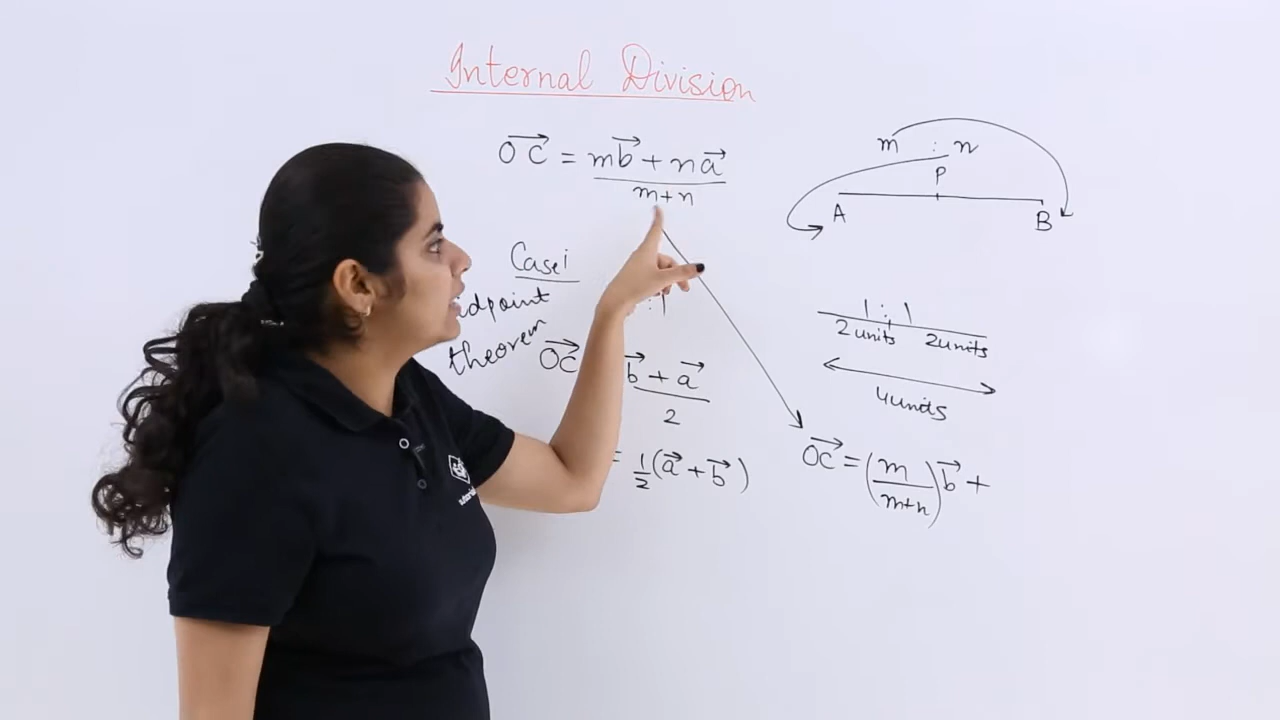 Internal Division
OC = mb + na
m+n
m : n
P
A B
Case i
theorem
OC b + a
2
= 1/2 (a + b)
1 : 1
2 units 2 units
4 units
OC = (m/m+n) b +